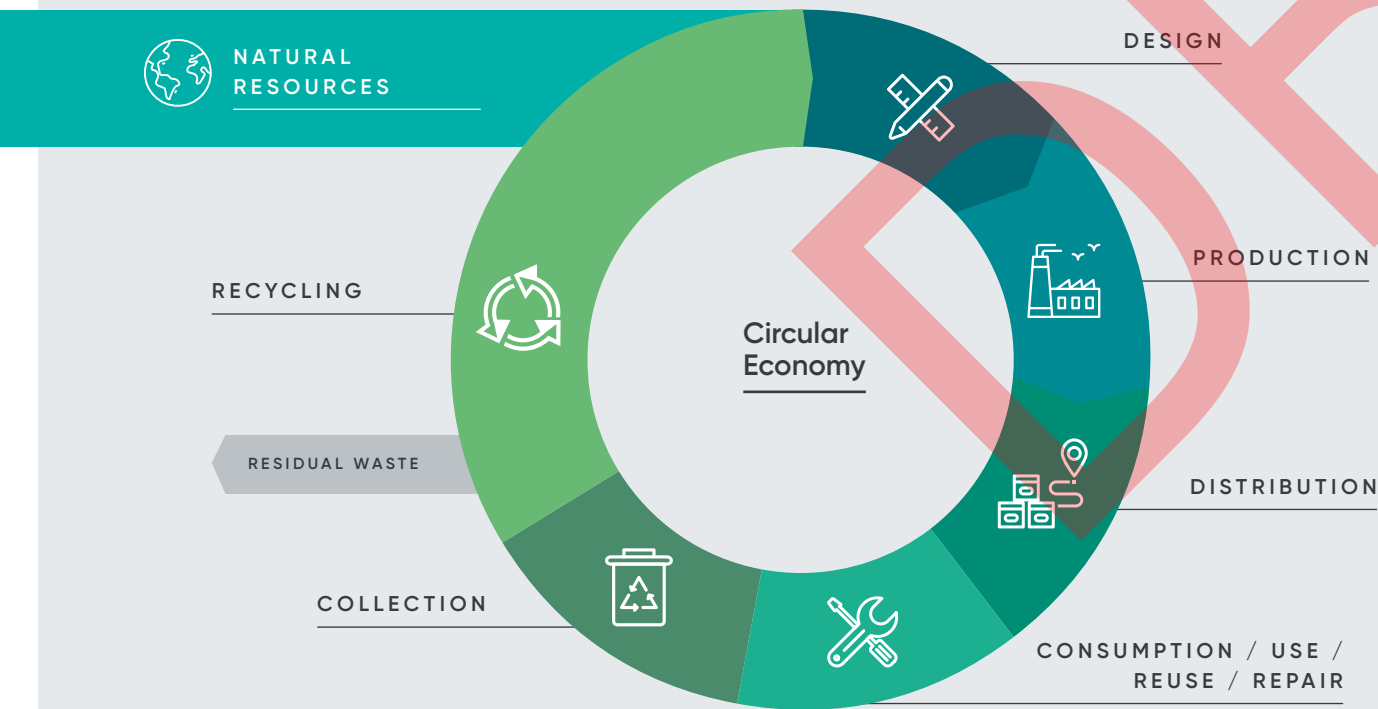 NATURAL
RESOURCES
DESIGN
PRODUCTION
RECYCLING
Circular
Economy
RESIDUAL WASTE
DISTRIBUTION
COLLECTION
CONSUMPTION / USE /
REUSE / REPAIR